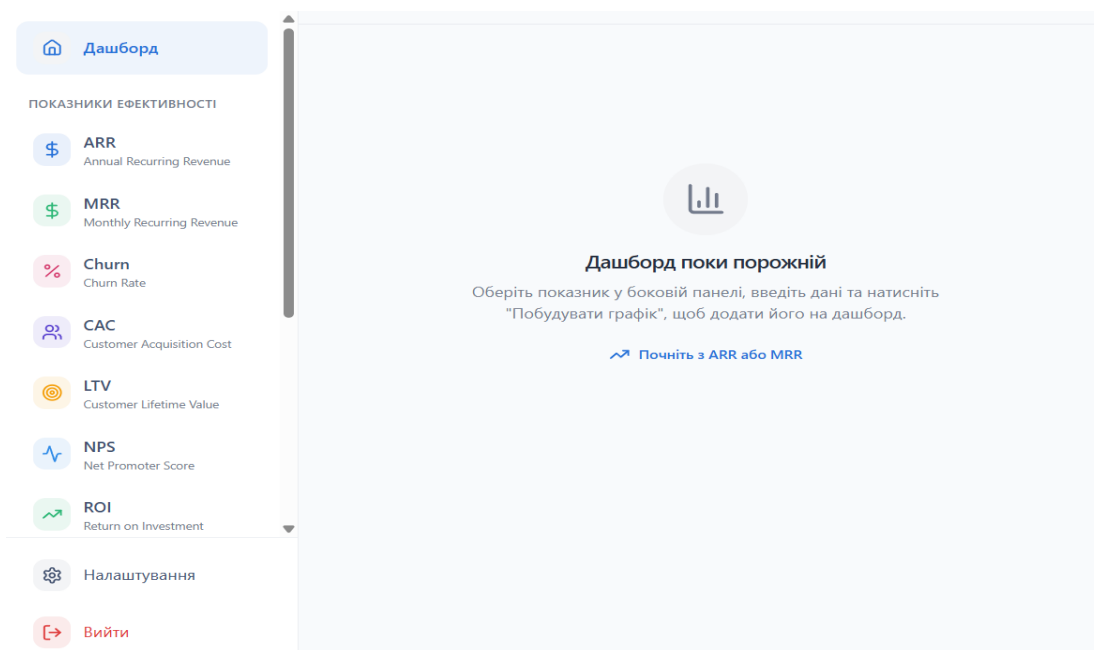 Дашборд
ПОКАЗНИКИ ЕФЕКТИВНОСТІ
ARR
Annual Recurring Revenue
MRR
Monthly Recurring Revenue
Churn
Churn Rate
CAC
Customer Acquisition Cost
LTV
Customer Lifetime Value
NPS
Net Promoter Score
ROI
Return on Investment
Налаштування
Вийти
Дашборд поки порожній
Оберіть показник у боковій панелі, введіть дані та натисніть
"Побудувати графік", щоб додати його на дашборд.
Почніть з ARR або MRR